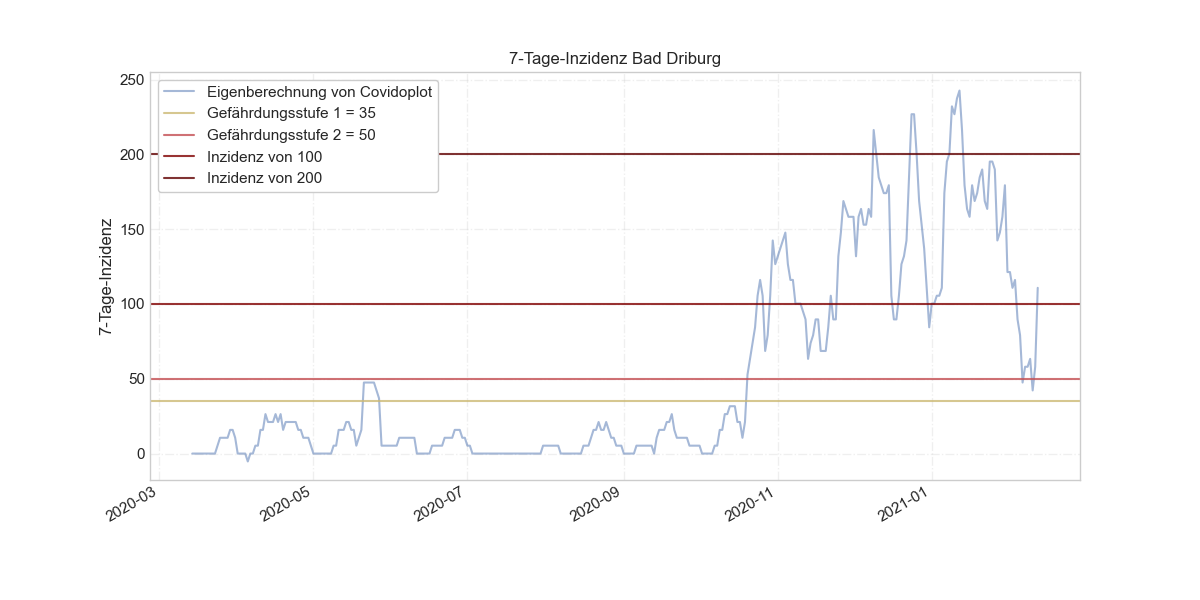 7-Tage-Inzidenz Bad Driburg
Eigenberechnung von Covidoplot
Gefährdungsstufe 1 = 35
Gefährdungsstufe 2 = 50
Inzidenz von 100
Inzidenz von 200
7-Tage-Inzidenz
250
200
150
100
50
0
2020-03
2020-05
2020-07
2020-09
2020-11
2021-01